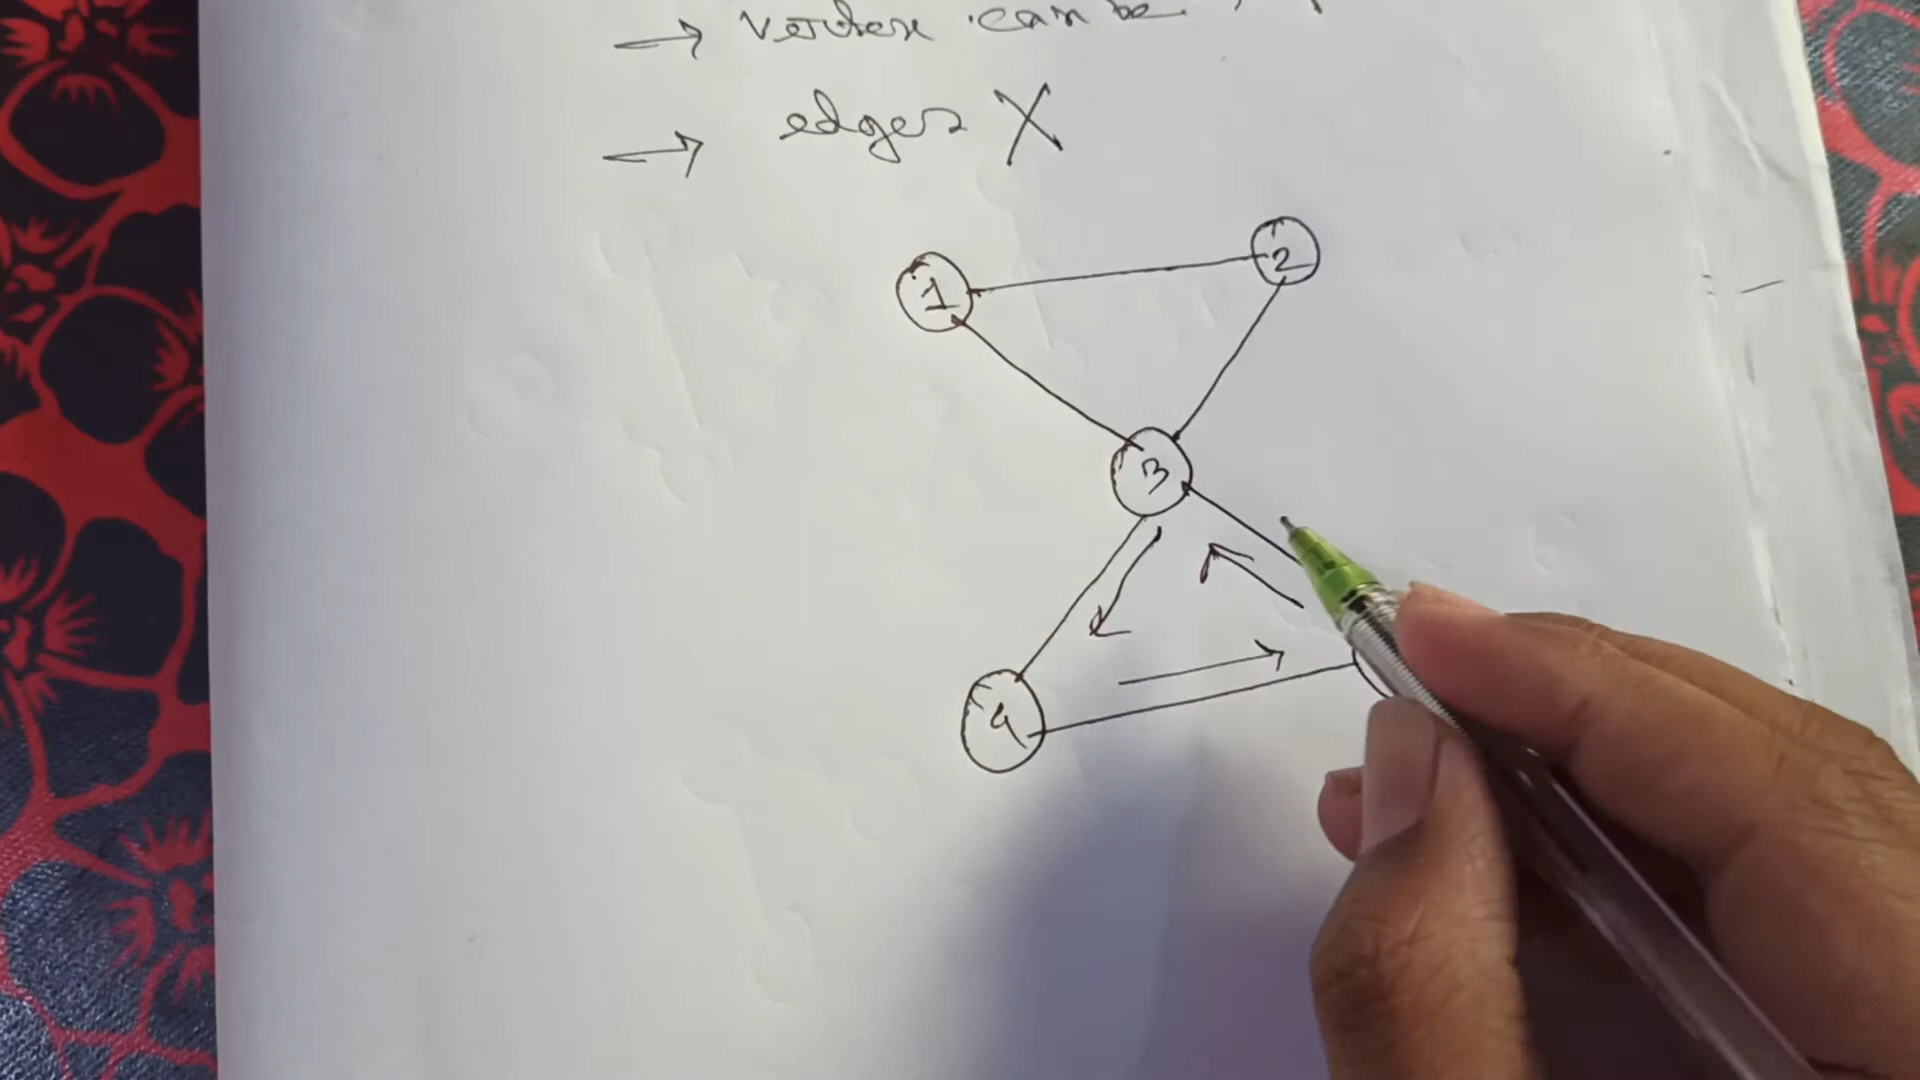 → vertex can be
→ edges X
1
2
3
4